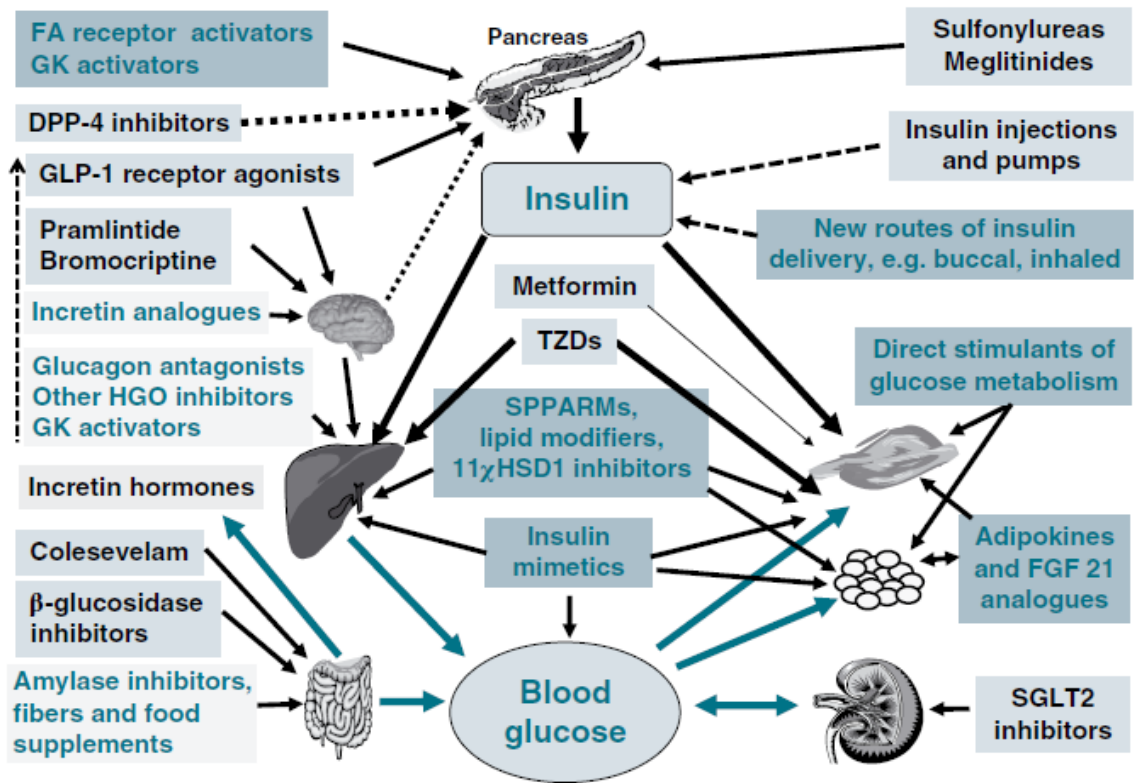 FA receptor activators
GK activators
Pancreas
Sulfonylureas
Meglitinides
DPP-4 inhibitors
Insulin injections
and pumps
GLP-1 receptor agonists
Insulin
Pramlintide
Bromocriptine
New routes of insulin
delivery, e.g. buccal, inhaled
Incretin analogues
Metformin
TZDs
Direct stimulants of
glucose metabolism
Glucagon antagonists
Other HGO inhibitors
GK activators
SPPARMs,
lipid modifiers,
11χHSD1 inhibitors
Incretin hormones
Colesevelam
Insulin
mimetics
Adipokines
and FGF 21
analogues
β-glucosidase
inhibitors
Amylase inhibitors,
fibers and food
supplements
Blood
glucose
SGLT2
inhibitors